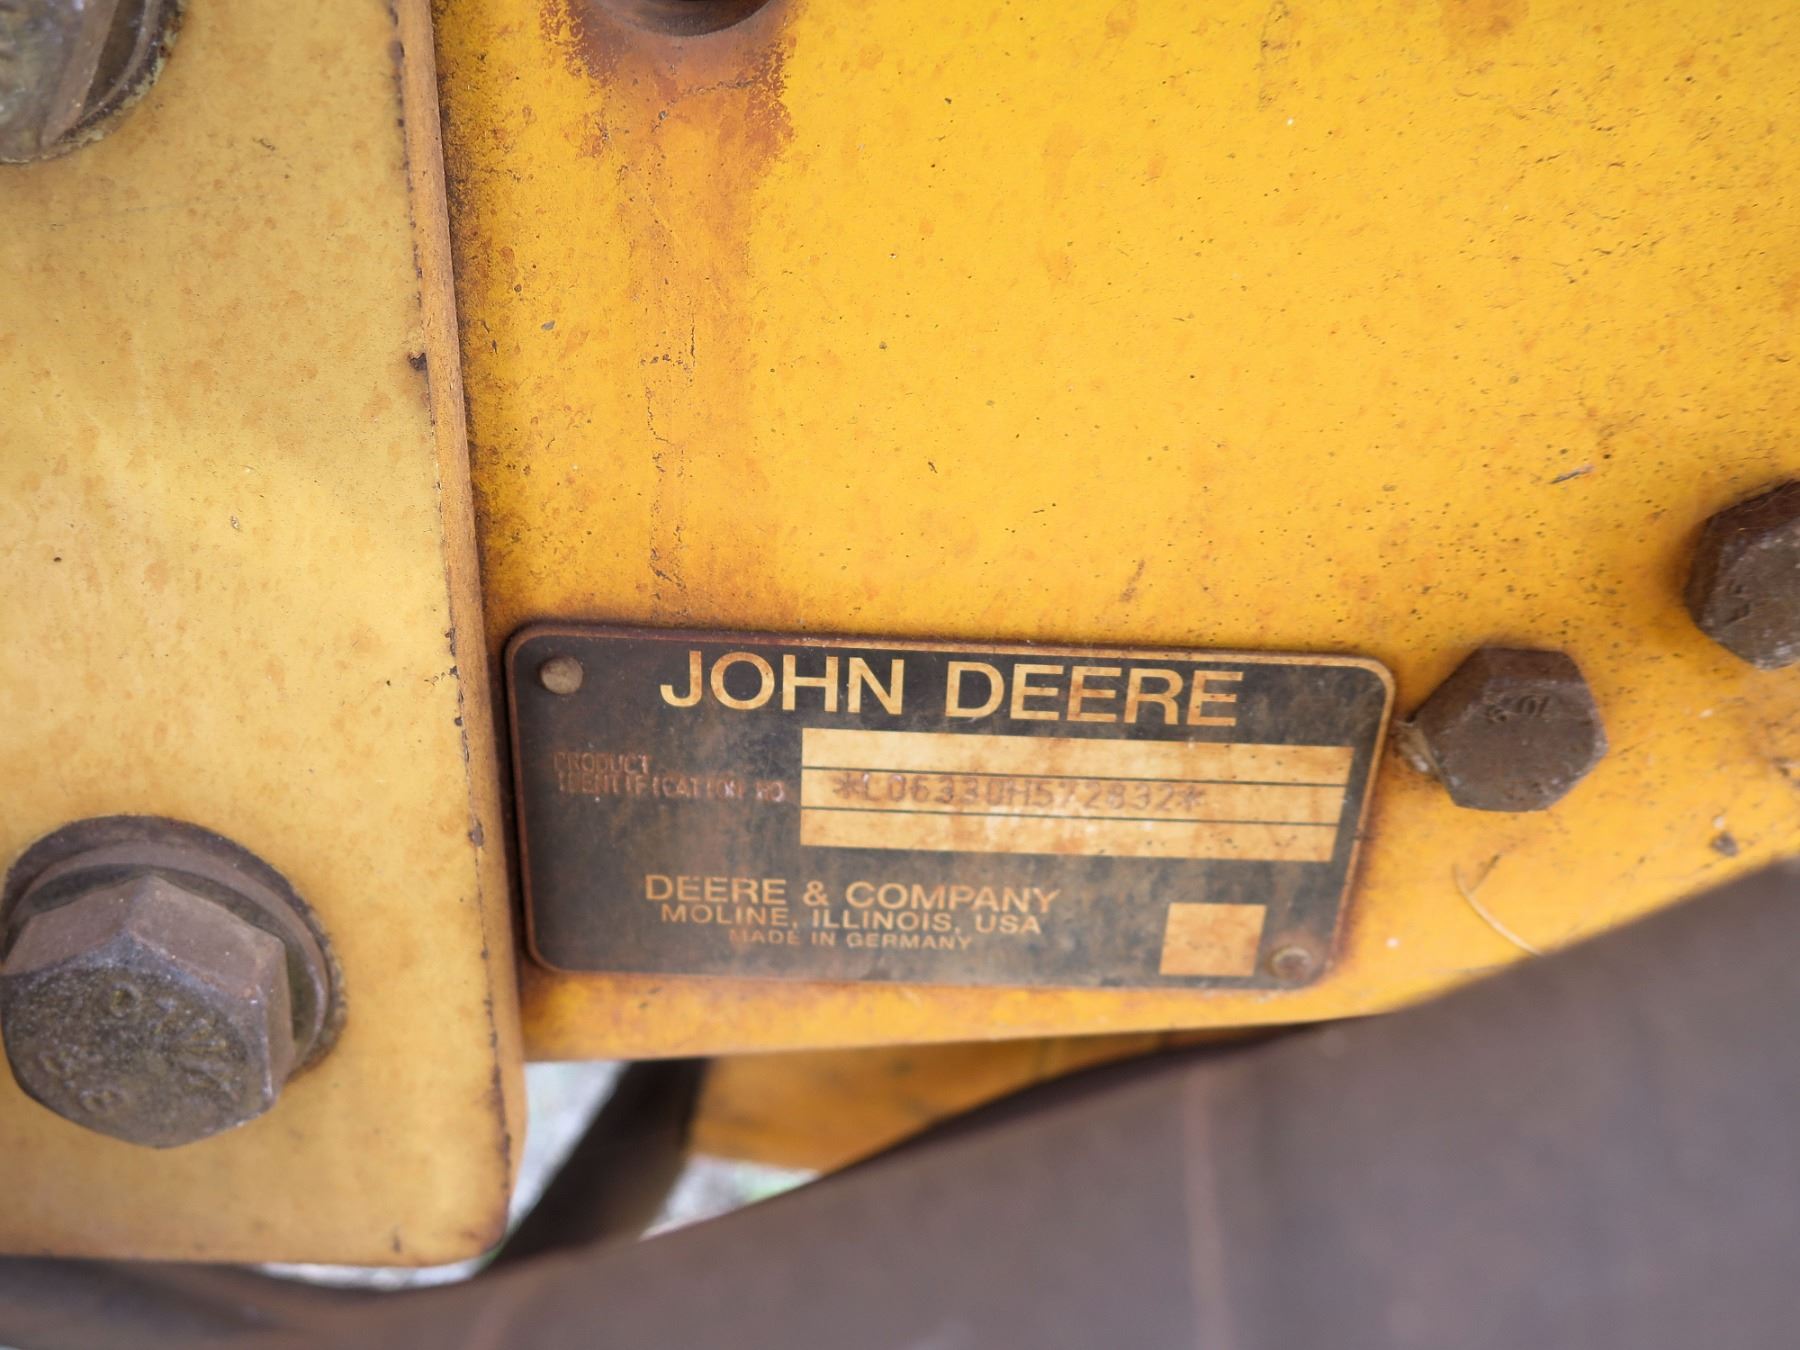 JOHN DEERE
PRODUCT
IDENTIFICATION NO.
*L06330H572832*
DEERE & COMPANY
MOLINE, ILLINOIS, USA
MADE IN GERMANY